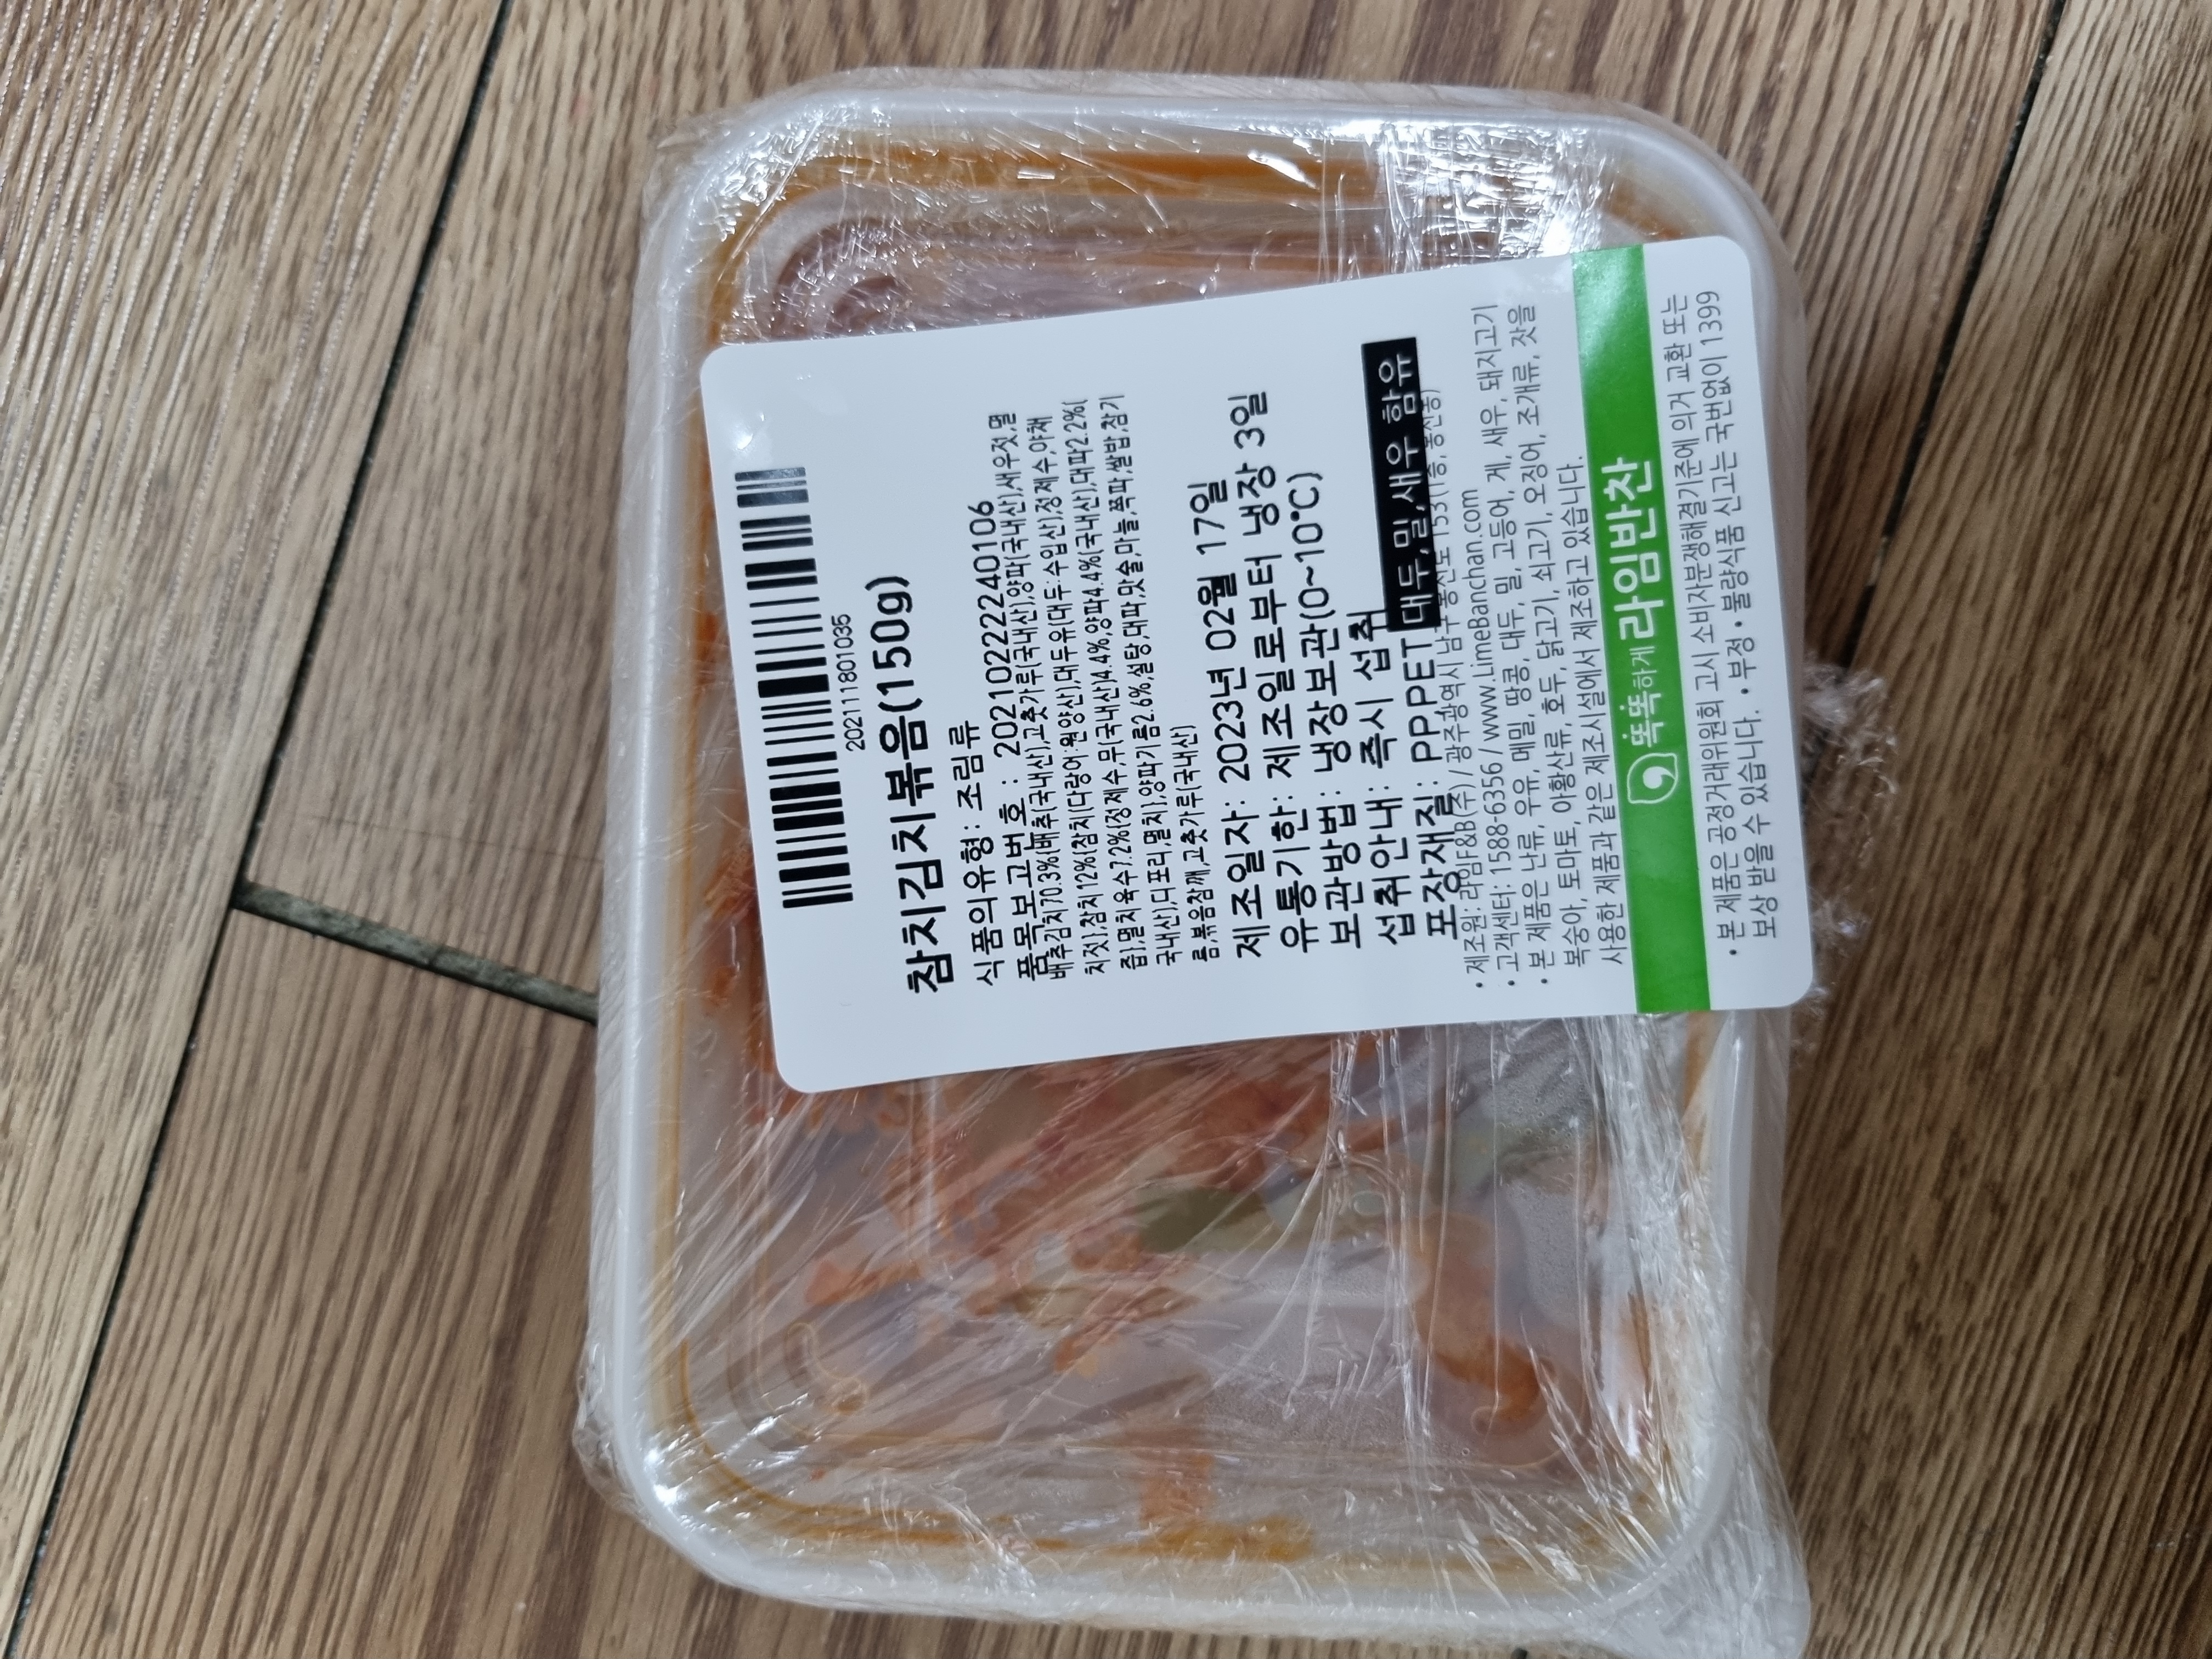 202111801035
참치김치볶음(150g)
식품의유형: 조림류
품목보고번호 : 2021022240106
배추김치70.3%{배추(국내산),고춧가루(국내산),양파(국내산),새우젓,멸
치젓},참치12%{참치(다랑어:원양산),대두유(대두:수입산),정제수,야채
즙},멸치육수7.2%{정제수,무(국내산)4.4%,양파4.4%(국내산),대파2.2%(
국내산),디포리,멸치},양파기름2.6%,설탕,대파,맛술,마늘,쪽파,쌀밥,참기
름,볶음참깨,고춧가루(국내산)
제조일자: 2023년 02월 17일
유통기한: 제조일로부터 냉장 3일
보관방법: 냉장보관(0~10°C)
섭취안내: 즉시 섭취
포장재질: PPPET 대두,밀,새우 함유
• 제조원: 라임F&B(주) / 광주광역시 남구 153(1층,
• 고객센터: 1588-6356 / www.LimeBanchan.com
• 본 제품은 난류, 우유, 메밀, 땅콩, 대두, 밀, 고등어, 게, 새우, 돼지고기
복숭아, 토마토, 아황산류, 호두, 닭고기, 쇠고기, 오징어, 조개류, 잣을
사용한 제품과 같은 제조시설에서 제조하고 있습니다.
똑똑하게 라임반찬
• 본 제품은 공정거래위원회 고시 소비자분쟁해결기준에 의거 교환 또는
보상 받을 수 있습니다. • 부정 • 불량식품 신고는 국번없이 1399